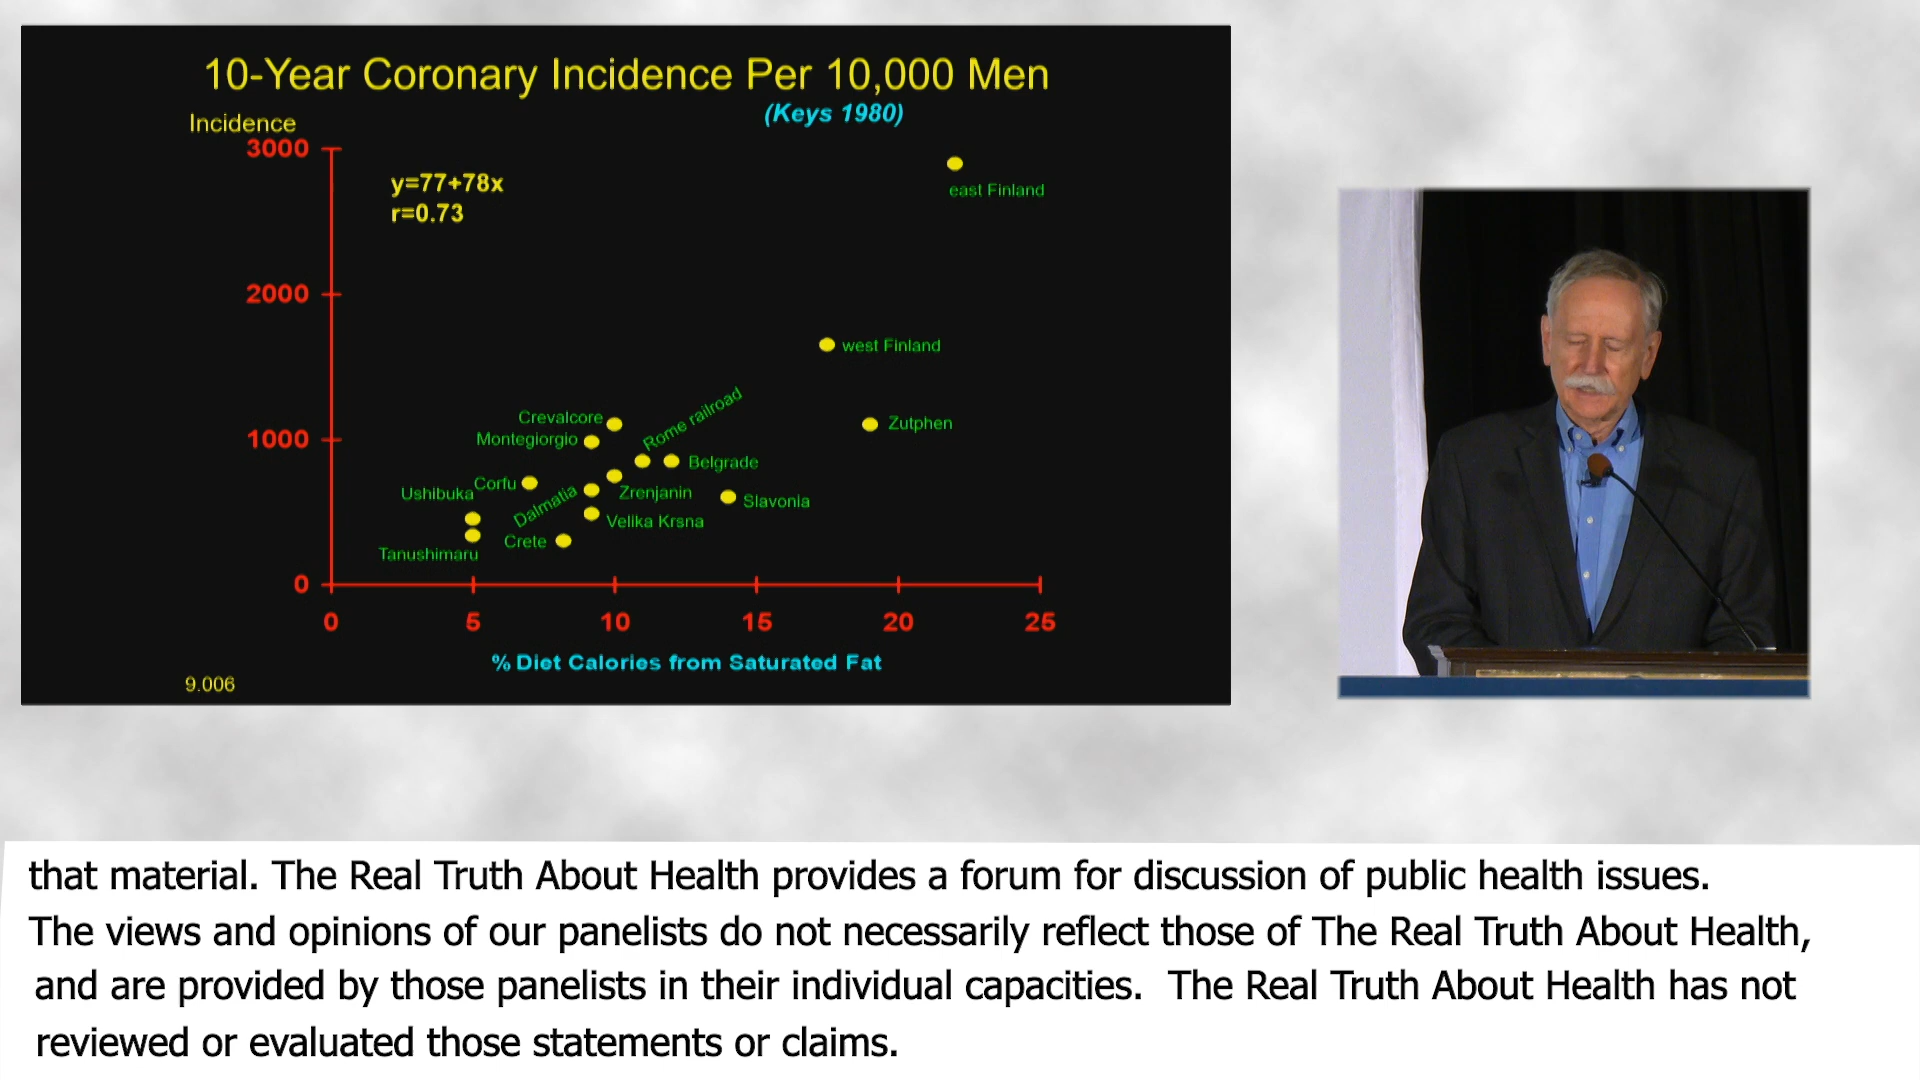 10-Year Coronary Incidence Per 10,000 Men
(Keys 1980)
Incidence
3000
y=77+78x
r=0.73
east Finland
2000
west Finland
Rome railroad
Crevalcore
Zutphen
Montegiorgio
1000
Belgrade
Corfu
Ushibuka
Dalmatia
Zrenjanin
Slavonia
Velika Krsna
Crete
Tanushimaru
0
0 5 10 15 20 25
% Diet Calories from Saturated Fat
9.006
that material. The Real Truth About Health provides a forum for discussion of public health issues.
The views and opinions of our panelists do not necessarily reflect those of The Real Truth About Health,
and are provided by those panelists in their individual capacities. The Real Truth About Health has not
reviewed or evaluated those statements or claims.